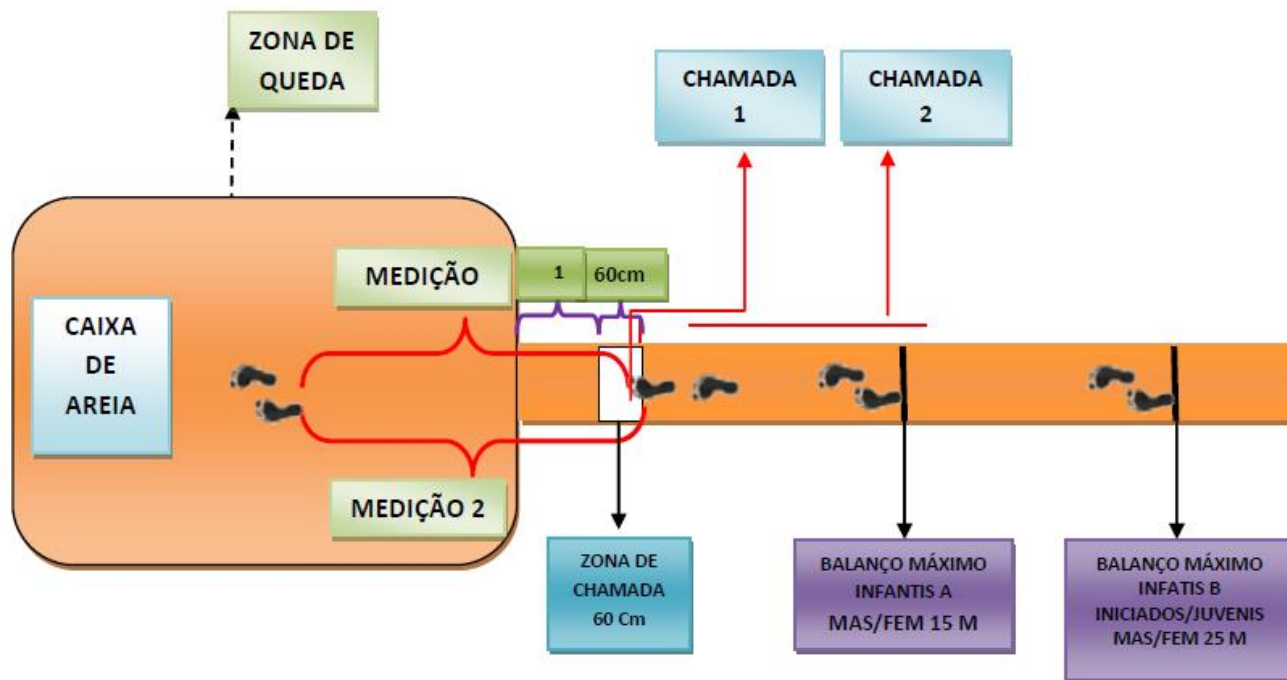 ZONA DE
QUEDA
CHAMADA
1
CHAMADA
2
MEDIÇÃO
1
60cm
CAIXA
DE
AREIA
MEDIÇÃO 2
ZONA DE
CHAMADA
60 Cm
BALANÇO MÁXIMO
INFANTIS A
MAS/FEM 15 M
BALANÇO MÁXIMO
INFATIS B
INICIADOS/JUVENIS
MAS/FEM 25 M